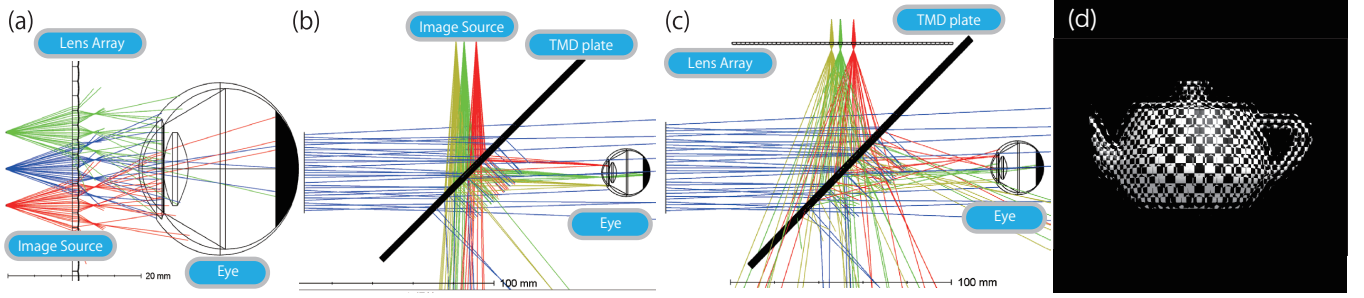 (a)
Lens Array
Image Source
Eye
20 mm
(b)
Image Source
TMD plate
Eye
100 mm
(c)
TMD plate
Lens Array
Eye
100 mm
(d)